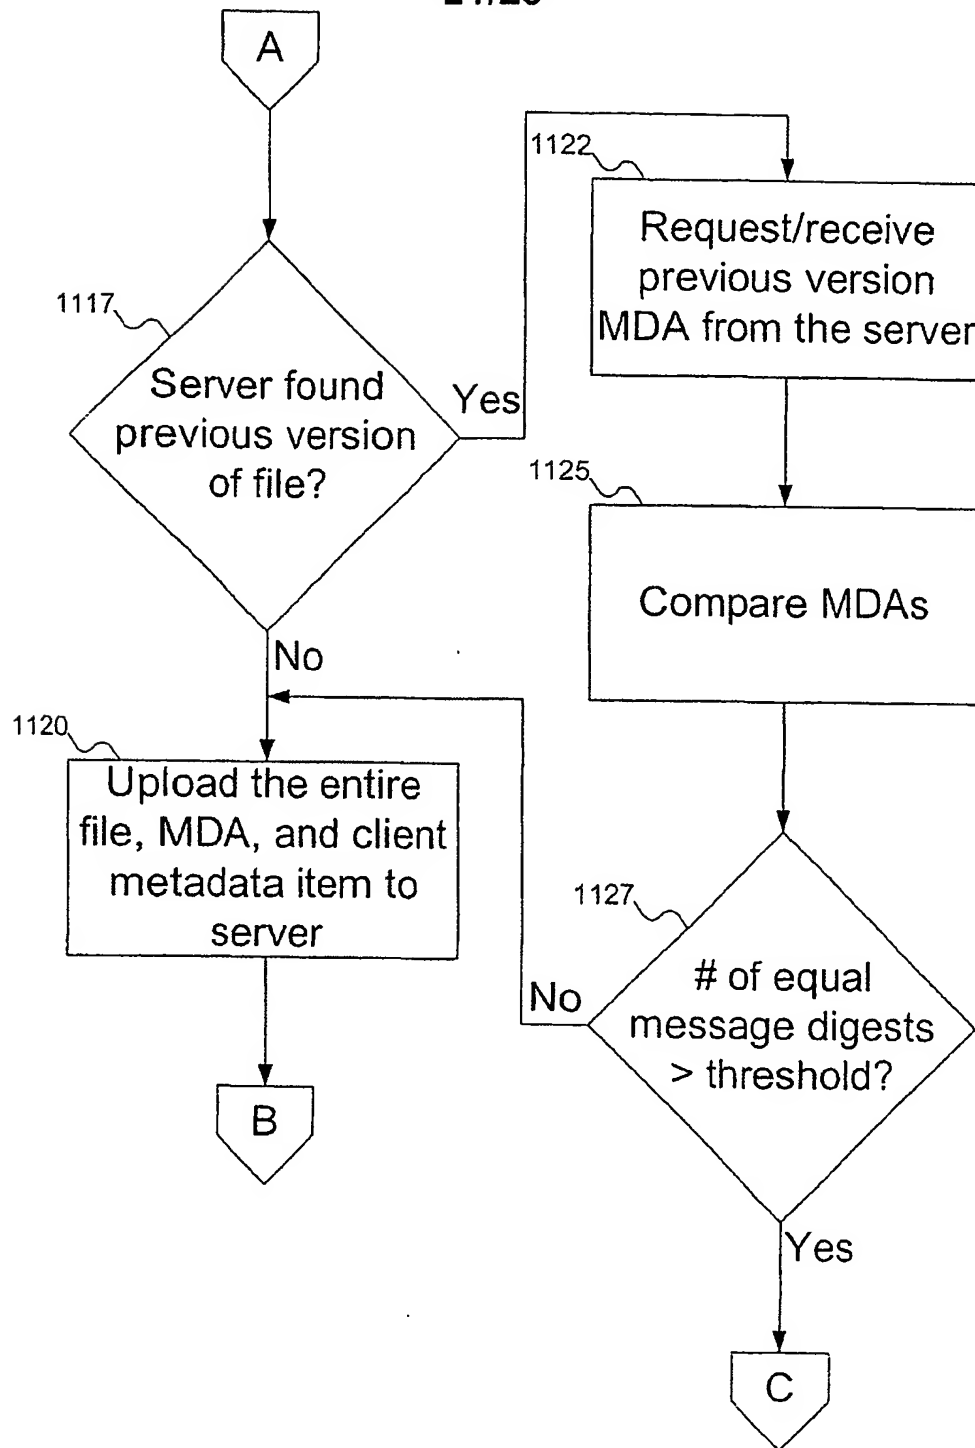 A
1117
Server found
previous version
of file?
Yes
1122
Request/receive
previous version
MDA from the server
1125
Compare MDAs
No
1120
Upload the entire
file, MDA, and client
metadata item to
server
1127
# of equal
message digests
> threshold?
No
Yes
B
C